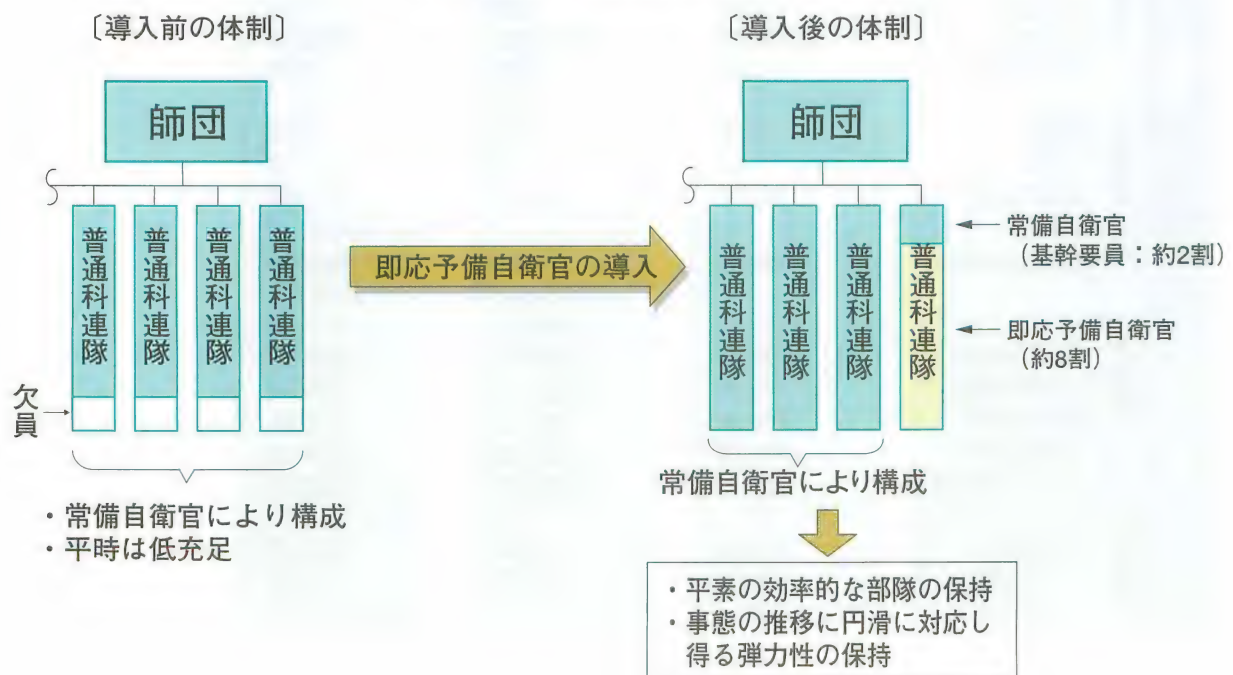 〔導入前の体制〕
師団
普通科連隊
普通科連隊
普通科連隊
普通科連隊
欠員
・常備自衛官により構成
・平時は低充足
即応予備自衛官の導入
〔導入後の体制〕
師団
普通科連隊
普通科連隊
普通科連隊
普通科連隊
常備自衛官
(基幹要員：約2割)
即応予備自衛官
(約8割)
常備自衛官により構成
・平素の効率的な部隊の保持
・事態の推移に円滑に対応し
得る弾力性の保持